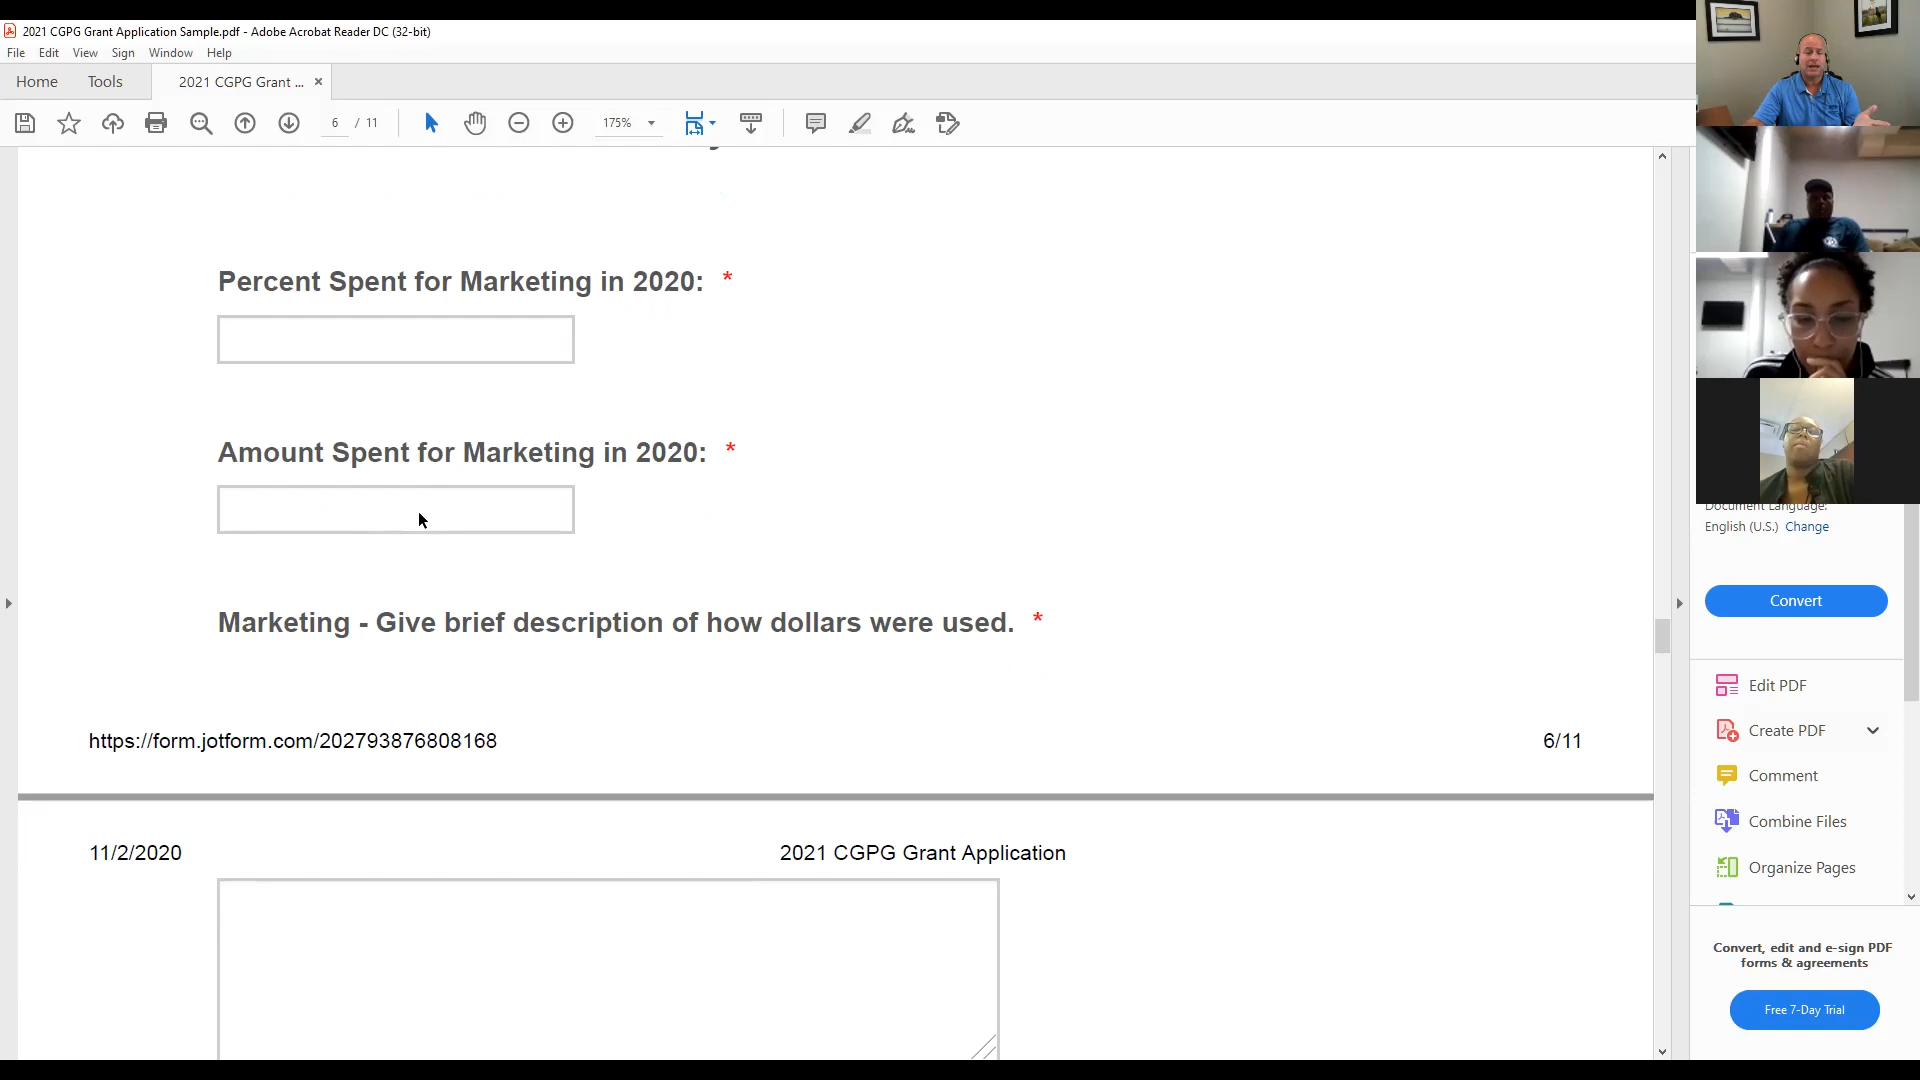 2021 CGPG Grant Application Sample.pdf - Adobe Acrobat Reader DC (32-bit)
File Edit View Sign Window Help
Home Tools 2021 CGPG Grant ... ×
6 / 11 175%
Percent Spent for Marketing in 2020: *
Amount Spent for Marketing in 2020: *
Marketing - Give brief description of how dollars were used. *
https://form.jotform.com/202793876808168 6/11
11/2/2020 2021 CGPG Grant Application
Document Language:
English (U.S.) Change
Convert
Edit PDF
Create PDF
Comment
Combine Files
Organize Pages
Convert, edit and e-sign PDF
forms & agreements
Free 7-Day Trial